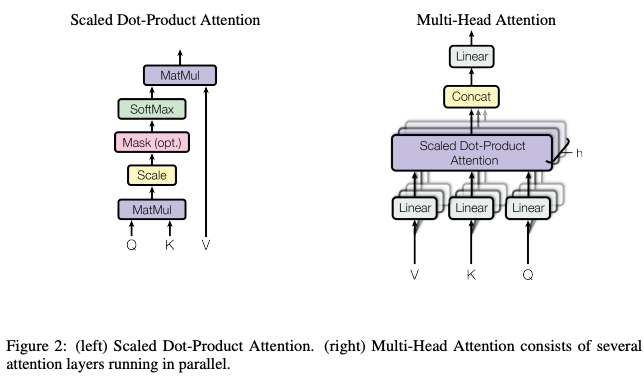 Scaled Dot-Product Attention
MatMul
SoftMax
Mask (opt.)
Scale
MatMul
Q K V
Multi-Head Attention
Linear
Concat
Scaled Dot-Product
Attention
h
Linear Linear Linear
V K Q
Figure 2: (left) Scaled Dot-Product Attention. (right) Multi-Head Attention consists of several
attention layers running in parallel.